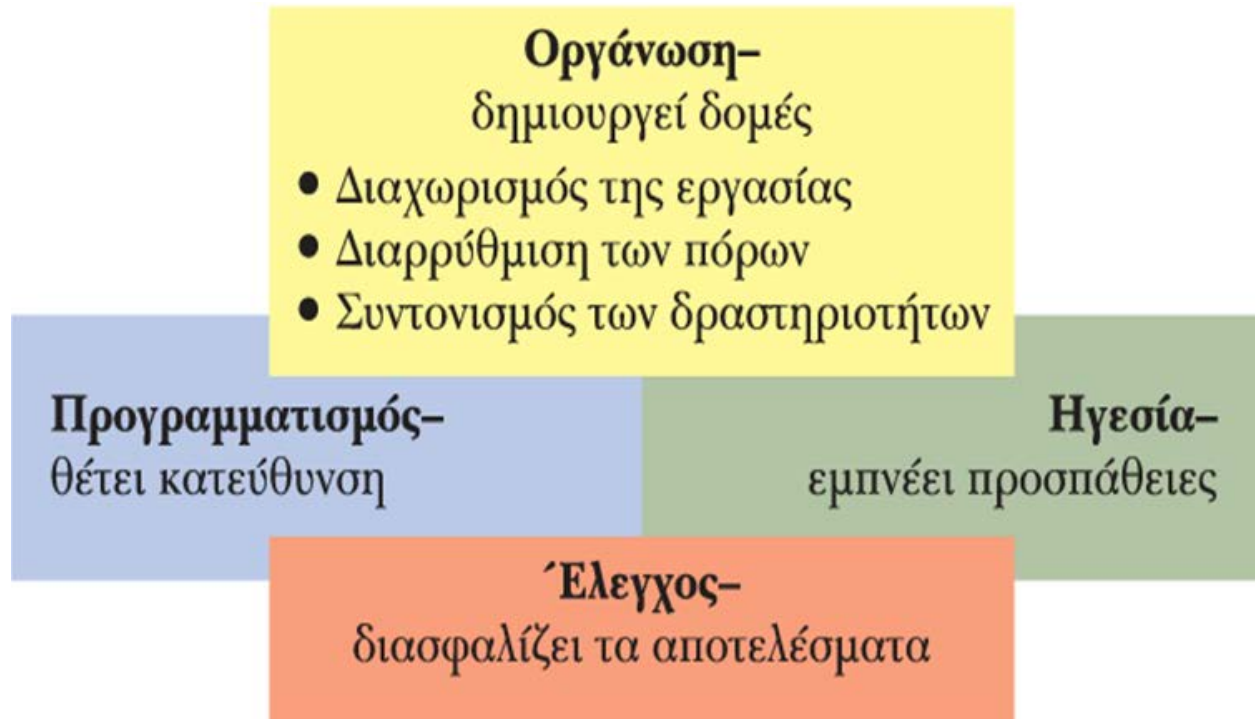 Οργάνωση–
δημιουργεί δομές
• Διαχωρισμός της εργασίας
• Διαρρύθμιση των πόρων
• Συντονισμός των δραστηριοτήτων
Προγραμματισμός–
θέτει κατεύθυνση
Ηγεσία–
εμπνέει προσπάθειες
Έλεγχος–
διασφαλίζει τα αποτελέσματα